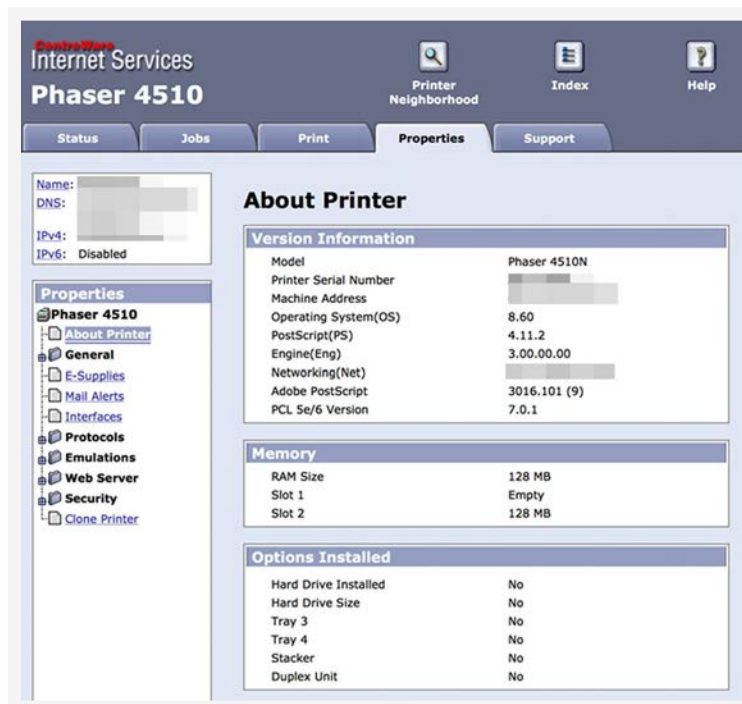 CentreWare
Internet Services
Phaser 4510
Printer
Neighborhood
Index
Help
Status
Jobs
Print
Properties
Support
Name:
DNS:
IPv4:
IPv6: Disabled
Properties
Phaser 4510
About Printer
General
E-Supplies
Mail Alerts
Interfaces
Protocols
Emulations
Web Server
Security
Clone Printer
About Printer
Version Information
Model Phaser 4510N
Printer Serial Number
Machine Address
Operating System(OS) 8.60
PostScript(PS) 4.11.2
Engine(Eng) 3.00.00.00
Networking(Net)
Adobe PostScript 3016.101 (9)
PCL 5e/6 Version 7.0.1
Memory
RAM Size 128 MB
Slot 1 Empty
Slot 2 128 MB
Options Installed
Hard Drive Installed No
Hard Drive Size No
Tray 3 No
Tray 4 No
Stacker No
Duplex Unit No